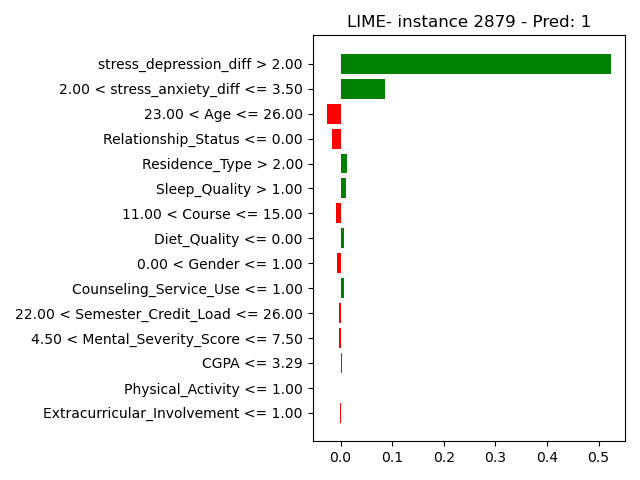 LIME- instance 2879 - Pred: 1
stress_depression_diff > 2.00
2.00 < stress_anxiety_diff <= 3.50
23.00 < Age <= 26.00
Relationship_Status <= 0.00
Residence_Type > 2.00
Sleep_Quality > 1.00
11.00 < Course <= 15.00
Diet_Quality <= 0.00
0.00 < Gender <= 1.00
Counseling_Service_Use <= 1.00
22.00 < Semester_Credit_Load <= 26.00
4.50 < Mental_Severity_Score <= 7.50
CGPA <= 3.29
Physical_Activity <= 1.00
Extracurricular_Involvement <= 1.00
0.0 0.1 0.2 0.3 0.4 0.5